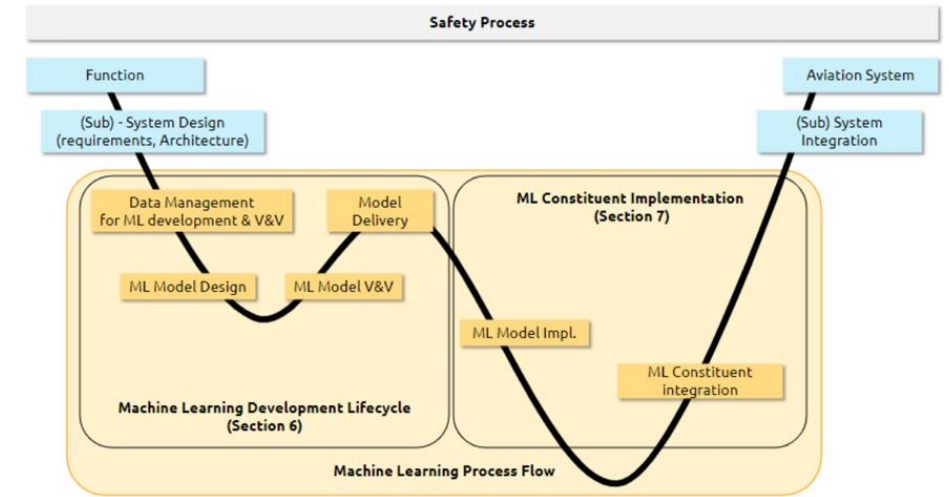 Safety Process
Function
Aviation System
(Sub) - System Design
(requirements, Architecture)
(Sub) System
Integration
Data Management
for ML development & V&V
Model
Delivery
ML Constituent Implementation
(Section 7)
ML Model Design
ML Model V&V
ML Model Impl.
ML Constituent
integration
Machine Learning Development Lifecycle
(Section 6)
Machine Learning Process Flow